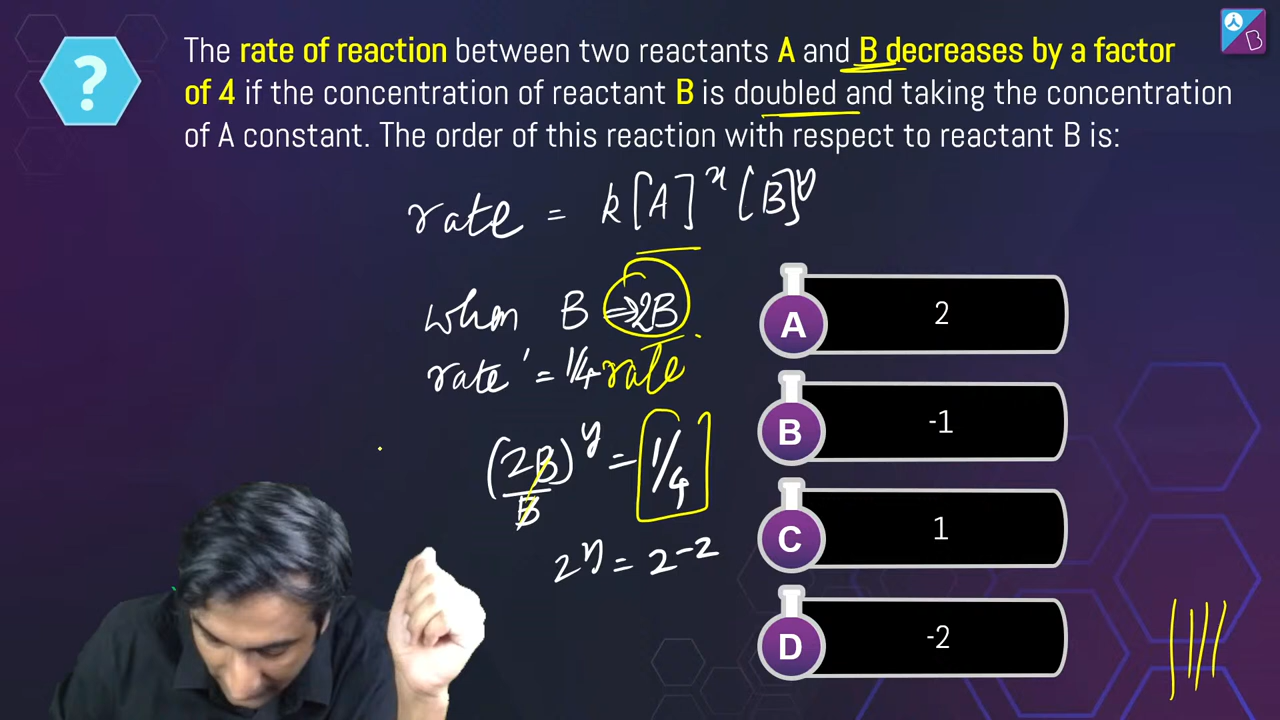 The rate of reaction between two reactants A and B decreases by a factor
of 4 if the concentration of reactant B is doubled and taking the concentration
of A constant. The order of this reaction with respect to reactant B is:
rate = k[A]^x [B]^y
when B ⇒ 2B
rate' = 1/4 rate
(2B/B)^y = 1/4
2^y = 2^-2
A 2
B -1
C 1
D -2
?
B